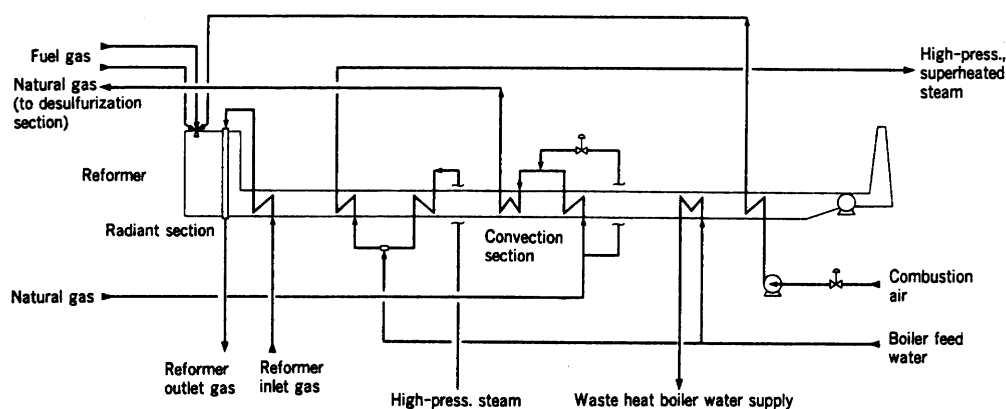 Fuel gas
Natural gas
(to desulfurization
section)
High-press.,
superheated
steam
Reformer
Radiant section
Convection
section
Natural gas
Combustion
air
Boiler feed
water
Reformer
outlet gas
Reformer
inlet gas
High-press. steam
Waste heat boiler water supply